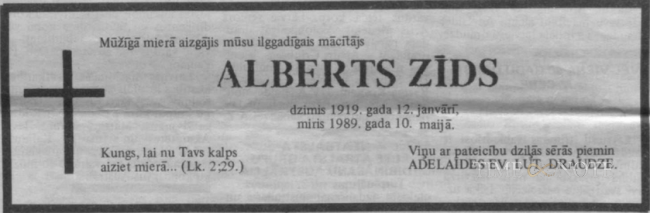 Mūžīgā mierā aizgājis mūsu ilggadīgais mācītājs
ALBERTS ZĪDS
dzimis 1919. gada 12. janvārī,
miris 1989. gada 10. maijā.
Kungs, lai nu Tavs kalps
aiziet mierā... (Lk. 2;29.)
Viņu ar pateicību dziļās sērās piemin
ADELAIDES EV. LUT. DRAUDZE.